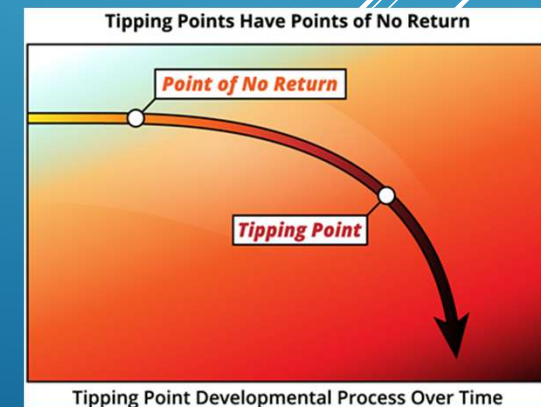 Tipping Points Have Points of No Return
Point of No Return
Tipping Point
Tipping Point Developmental Process Over Time